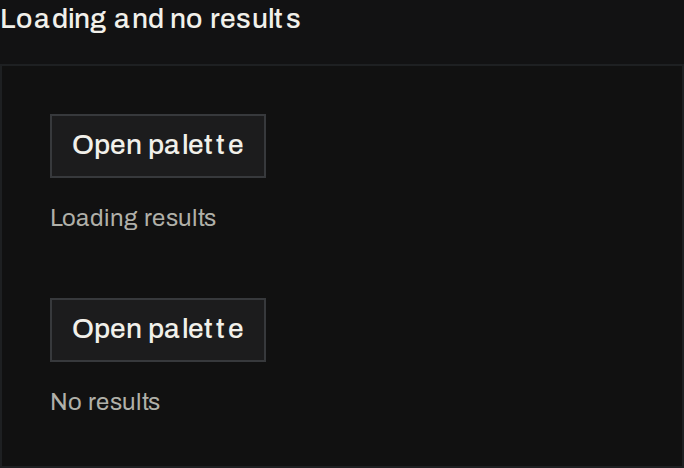 Loading and no results
Open palette
Loading results
Open palette
No results